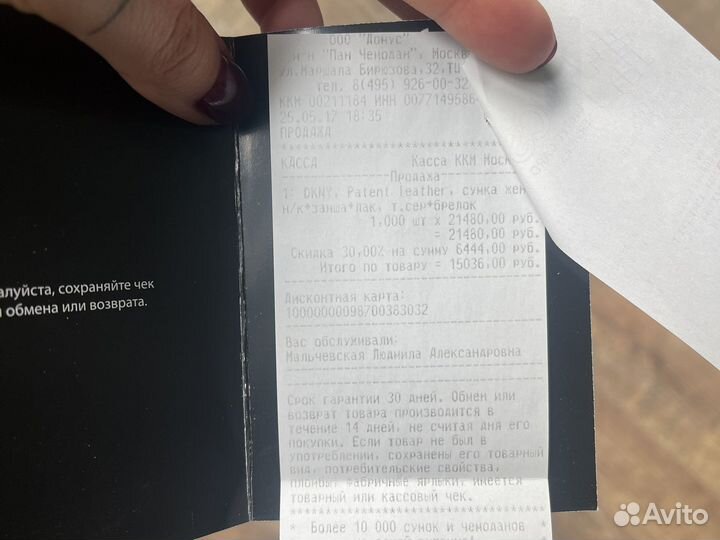 ООО "Донус"
"Пан Чемодан", Москва
Ул.Маршала Бирюзова,32,ТЦ
тел. 8(495) 926-00-32
ККМ 00211184 ИНН 0077149586
25.05.17 18:35
ПРОДАЖА
КАССА Касса ККМ Моск
Продажа
1: DKNY, Patent leather, сумка жен
н/к*замша*лак, т.сер*брелок
1,000 шт х 21480,00 руб.
= 21480,00 руб.
Скидка 30,00% на сумму 6444,00 руб.
Итого по товару = 15036,00 руб.
Дисконтная карта:
10000000098700383032
Вас обслуживали:
Мальчевская Людмила Александровна
Срок гарантии 30 дней. Обмен или
возврат товара производится в
течение 14 дней, не считая дня его
покупки. Если товар не был в
употреблении, сохранены его товарный
вид, потребительские свойства,
пломбы, фабричные ярлыки, имеется
товарный или кассовый чек.
* Более 10 000 сумок и чемоданов *
алуйста, сохраняйте чек
обмена или возврата.
Avito